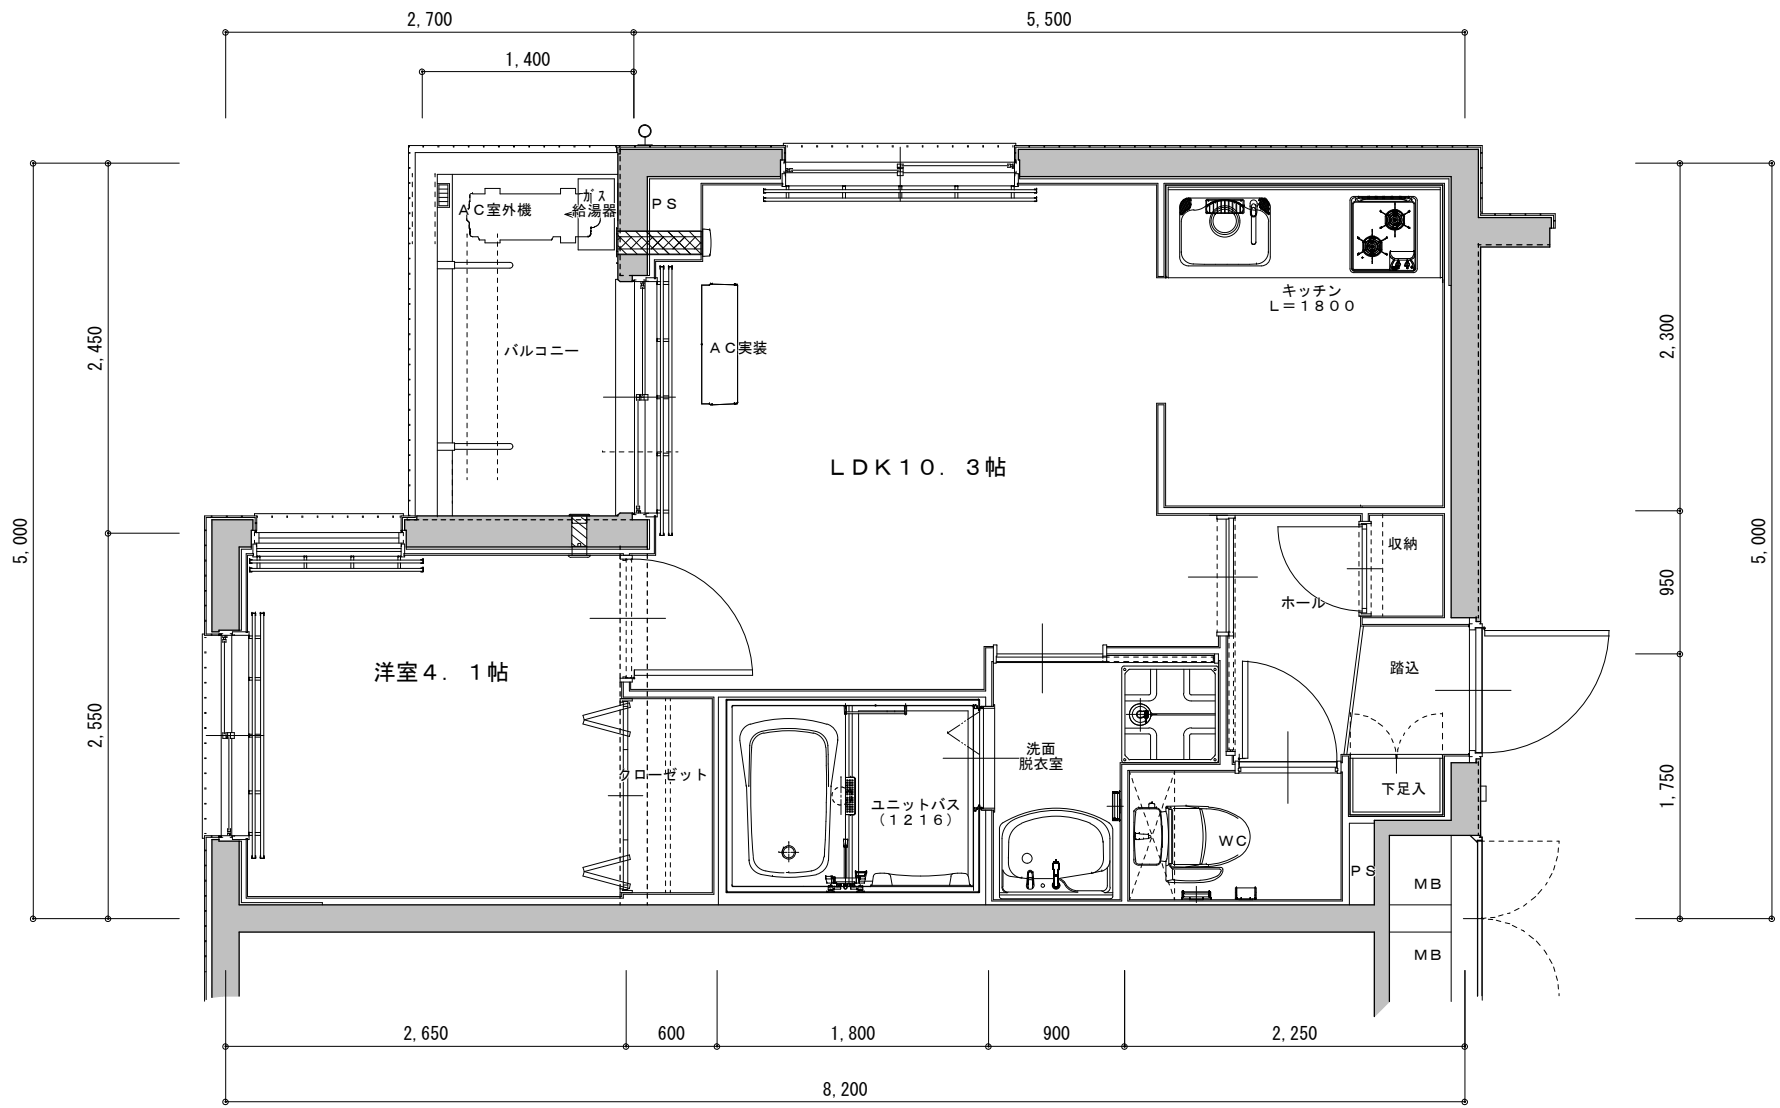 2,700
5,500
1,400
ガス
給湯器
AC室外機
PS
キッチン
L=1800
バルコニー
AC実装
5,000
2,450
2,550
2,300
950
1,750
5,000
LDK10. 3帖
収納
ホール
踏込
洋室4. 1帖
洗面
脱衣室
クローゼット
ユニットバス
(1216)
下足入
WC
PS
MB
MB
2,650
600
1,800
900
2,250
8,200